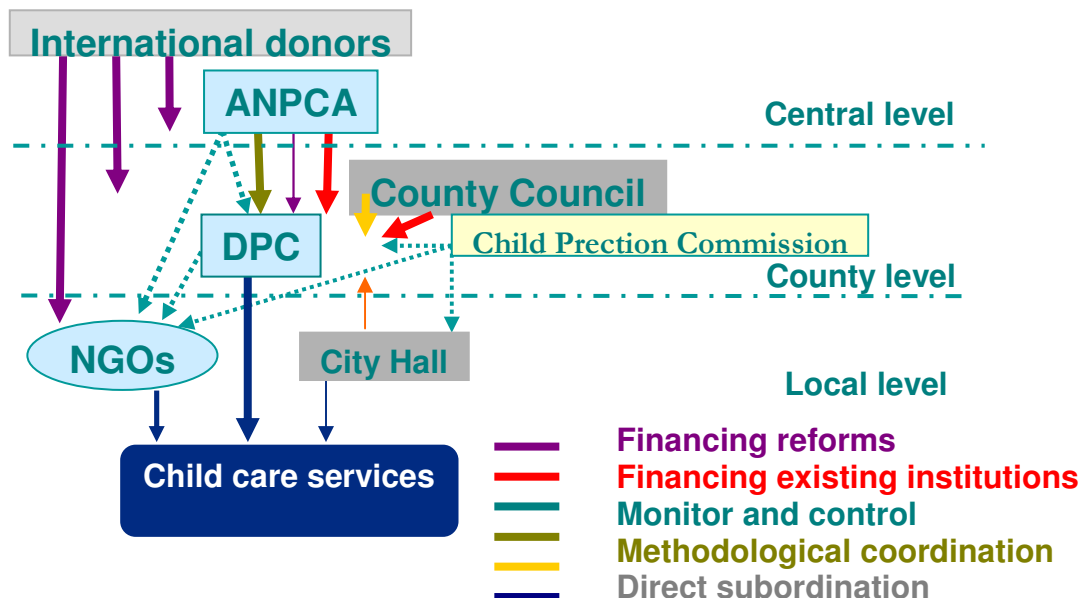 International donors
ANPCA
Central level
County Council
DPC
Child Prection Commission
County level
NGOs
City Hall
Local level
Child care services
Financing reforms
Financing existing institutions
Monitor and control
Methodological coordination
Direct subordination